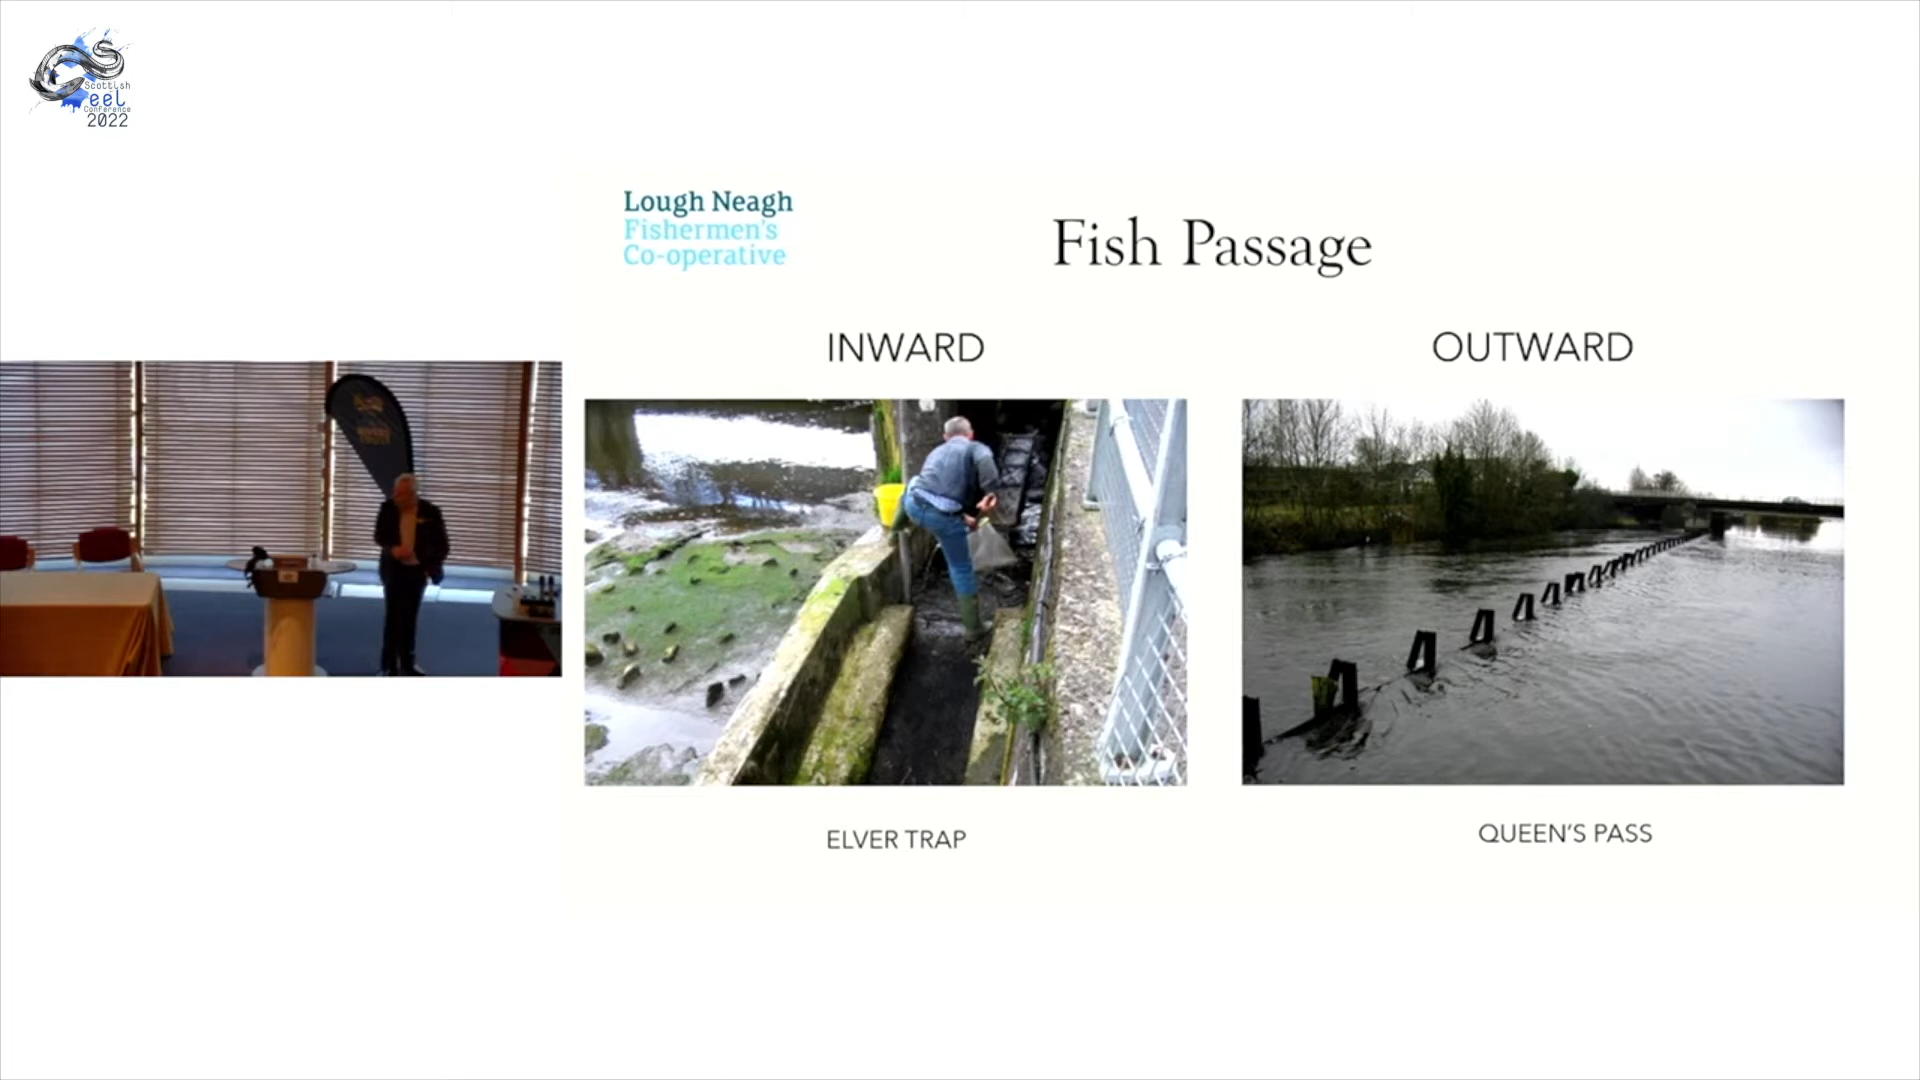 Scottish
eel
Conference
2022
Lough Neagh
Fishermen's
Co-operative
Fish Passage
INWARD
OUTWARD
ELVER TRAP
QUEEN'S PASS